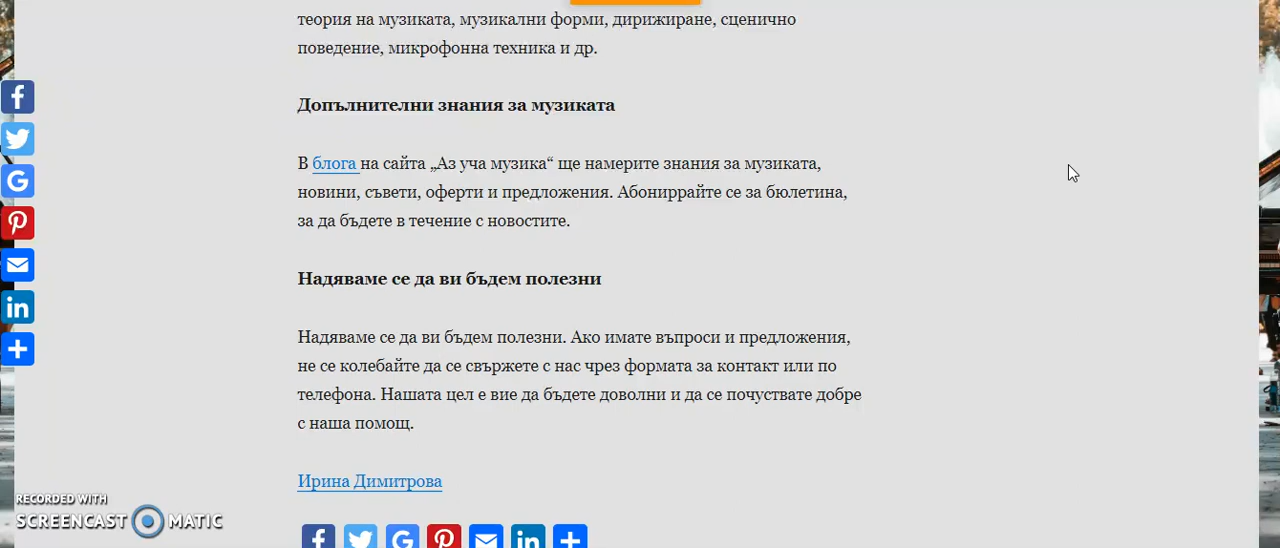 теория на музиката, музикални форми, дирижиране, сценично
поведение, микрофонна техника и др.
Допълнителни знания за музиката
В блога на сайта „Аз уча музика“ ще намерите знания за музиката,
новини, съвети, оферти и предложения. Абониррайте се за бюлетина,
за да бъдете в течение с новостите.
Надяваме се да ви бъдем полезни
Надяваме се да ви бъдем полезни. Ако имате въпроси и предложения,
не се колебайте да се свържете с нас чрез формата за контакт или по
телефона. Нашата цел е вие да бъдете доволни и да се почуствате добре
с наша помощ.
Ирина Димитрова
RECORDED WITH
SCREENCAST MATIC